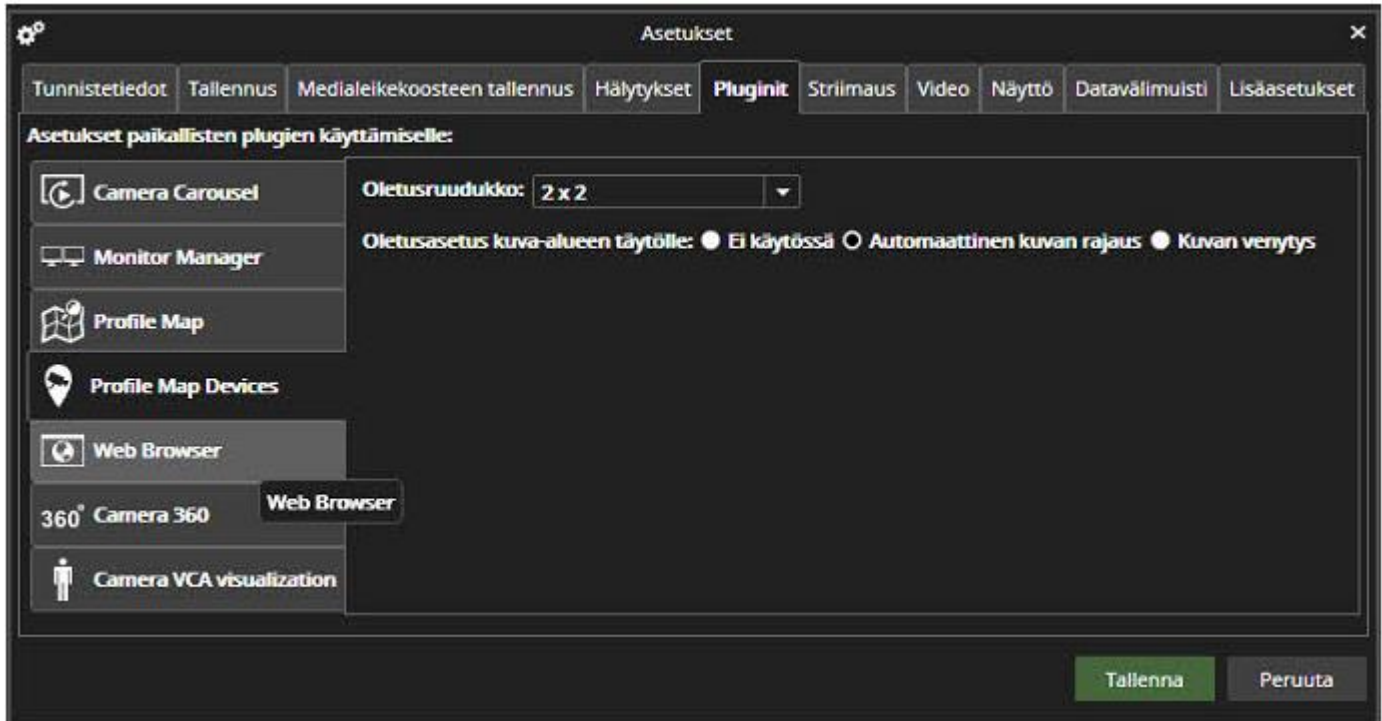 Asetukset
Tunnistetiedot Tallennus Medialeikekoosteen tallennus Hälytykset Pluginit Striimaus Video Näyttö Datavälimuisti Lisäasetukset
Asetukset paikallisten plugien käyttämiselle:
Camera Carousel
Monitor Manager
Profile Map
Profile Map Devices
Web Browser
Web Browser
360° Camera 360
Camera VCA visualization
Oletusruudukko: 2 x 2
Oletusasetus kuva-alueen täytölle: Ei käytössä Automaattinen kuvan rajaus Kuvan venytys
Tallenna Peruuta